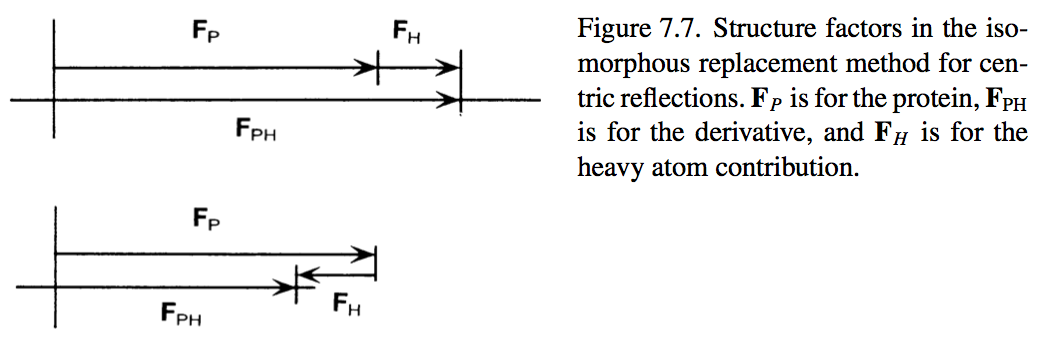 F_P F_H
F_PH
F_P
F_PH F_H
Figure 7.7. Structure factors in the iso-
morphous replacement method for cen-
tric reflections. F_P is for the protein, F_PH
is for the derivative, and F_H is for the
heavy atom contribution.